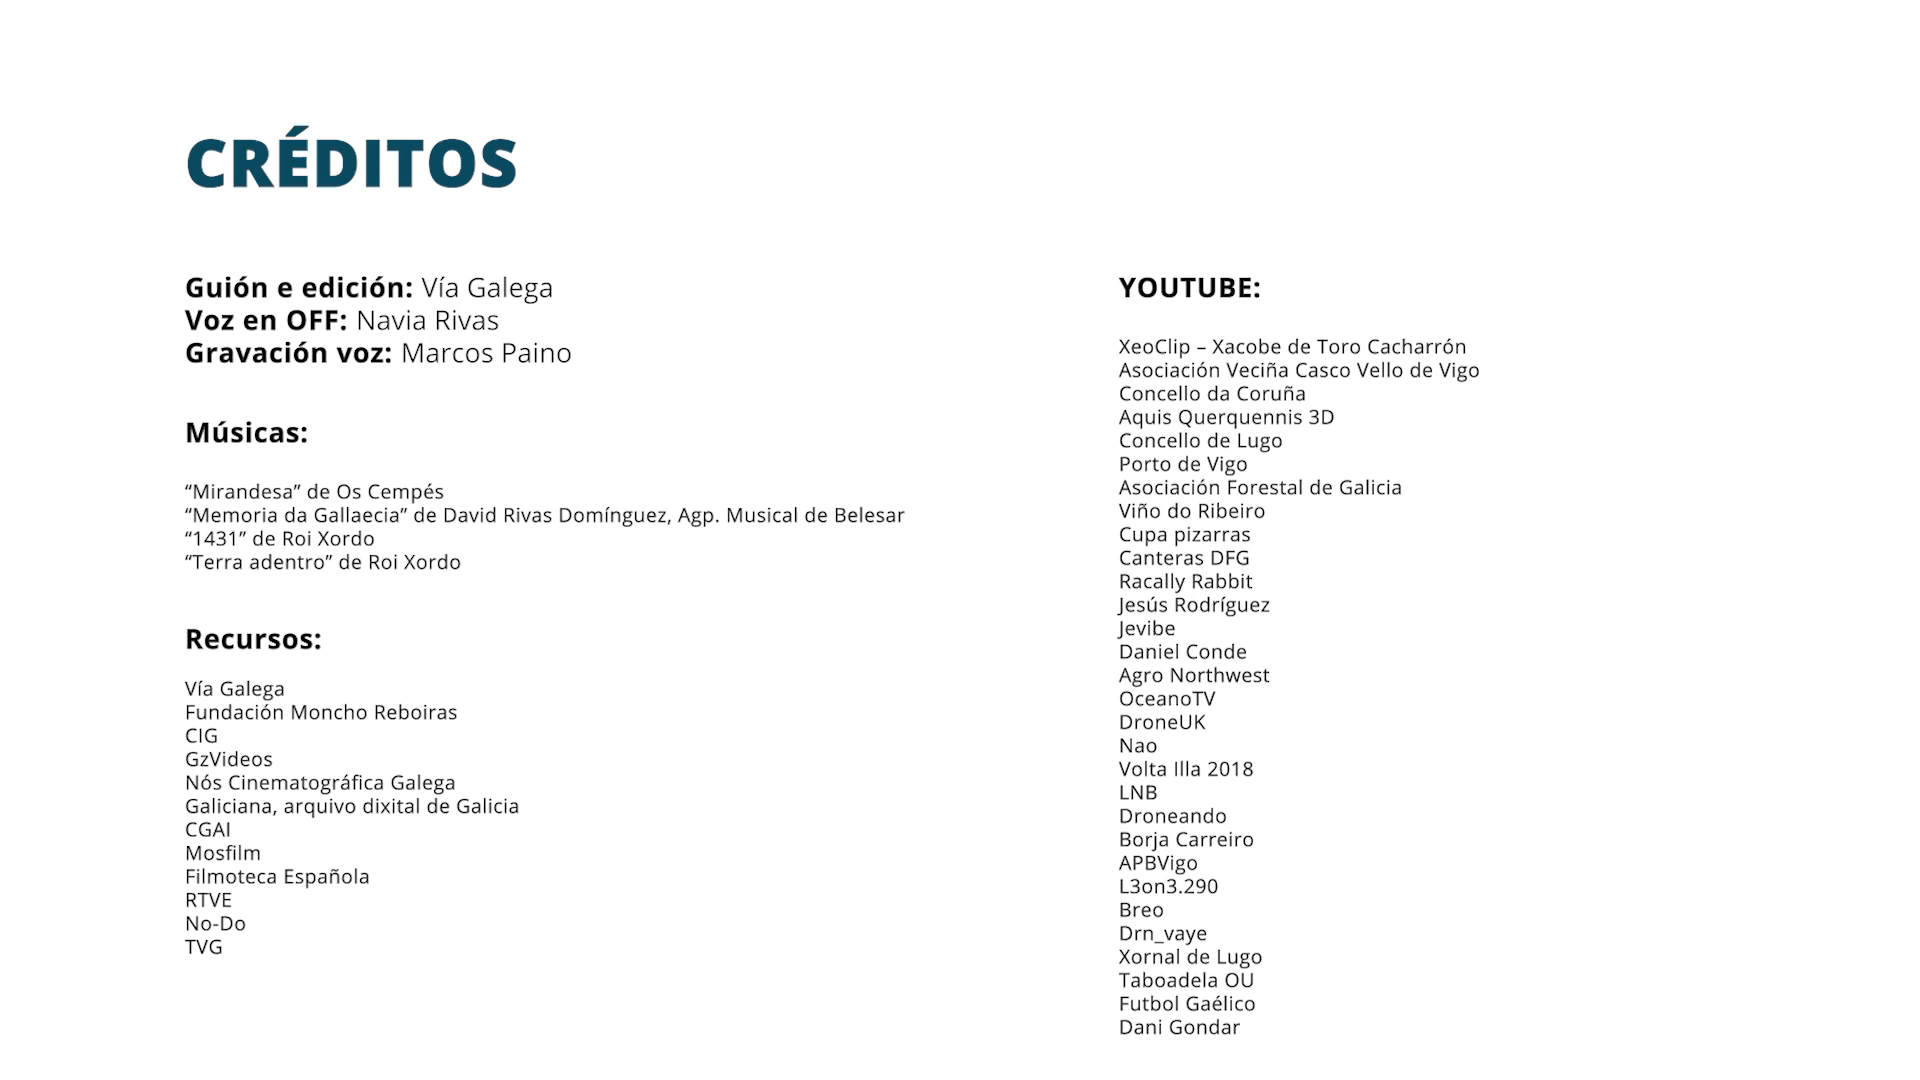 CRÉDITOS
Guión e edición: Vía Galega
Voz en OFF: Navia Rivas
Gravación voz: Marcos Paino
Músicas:
“Mirandesa” de Os Cempés
“Memoria da Gallaecia” de David Rivas Domínguez, Agp. Musical de Belesar
“1431” de Roi Xordo
“Terra adentro” de Roi Xordo
Recursos:
Vía Galega
Fundación Moncho Reboiras
CIG
GzVideos
Nós Cinematográfica Galega
Galiciana, arquivo dixital de Galicia
CGAI
Mosfilm
Filmoteca Española
RTVE
No-Do
TVG
YOUTUBE:
XeoClip – Xacobe de Toro Cacharrón
Asociación Veciña Casco Vello de Vigo
Concello da Coruña
Aquis Querquennis 3D
Concello de Lugo
Porto de Vigo
Asociación Forestal de Galicia
Viño do Ribeiro
Cupa pizarras
Canteras DFG
Racally Rabbit
Jesús Rodríguez
Jevibe
Daniel Conde
Agro Northwest
OceanoTV
DroneUK
Nao
Volta Illa 2018
LNB
Droneando
Borja Carreiro
APBVigo
L3on3.290
Breo
Drn_vaye
Xornal de Lugo
Taboadela OU
Futbol Gaélico
Dani Gondar